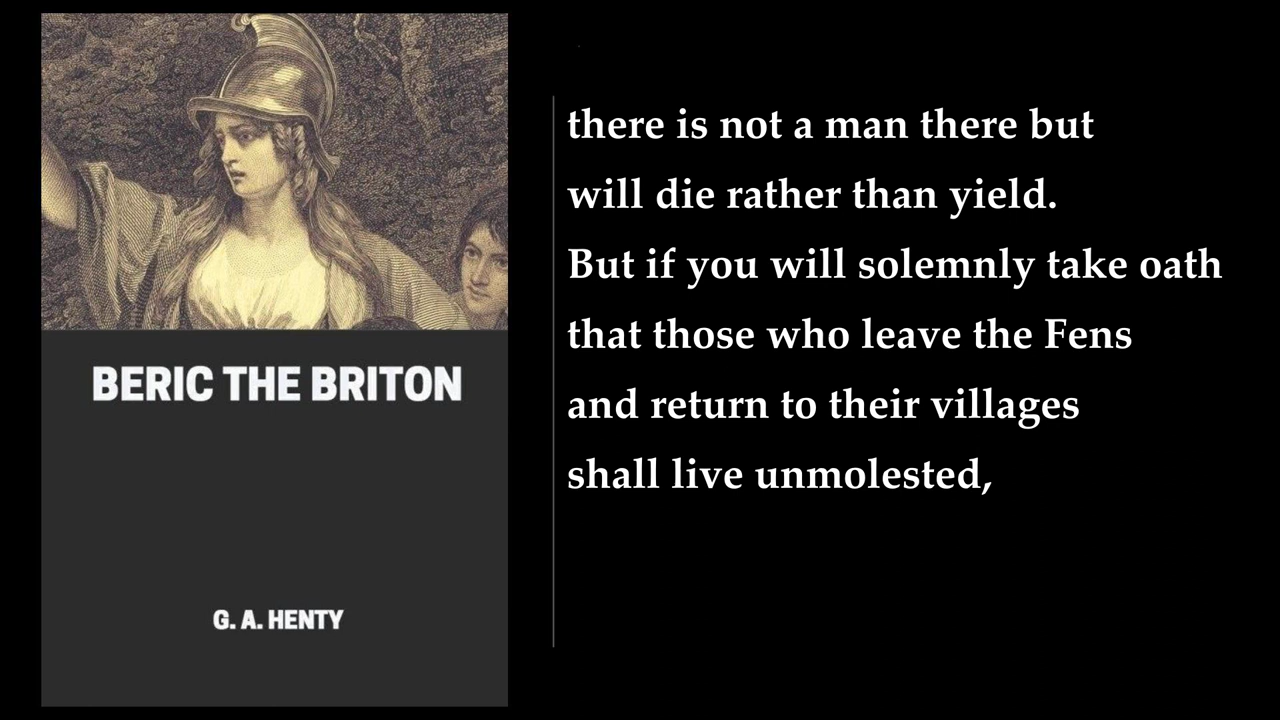 BERIC THE BRITON
G. A. HENTY
there is not a man there but
will die rather than yield.
But if you will solemnly take oath
that those who leave the Fens
and return to their villages
shall live unmolested,